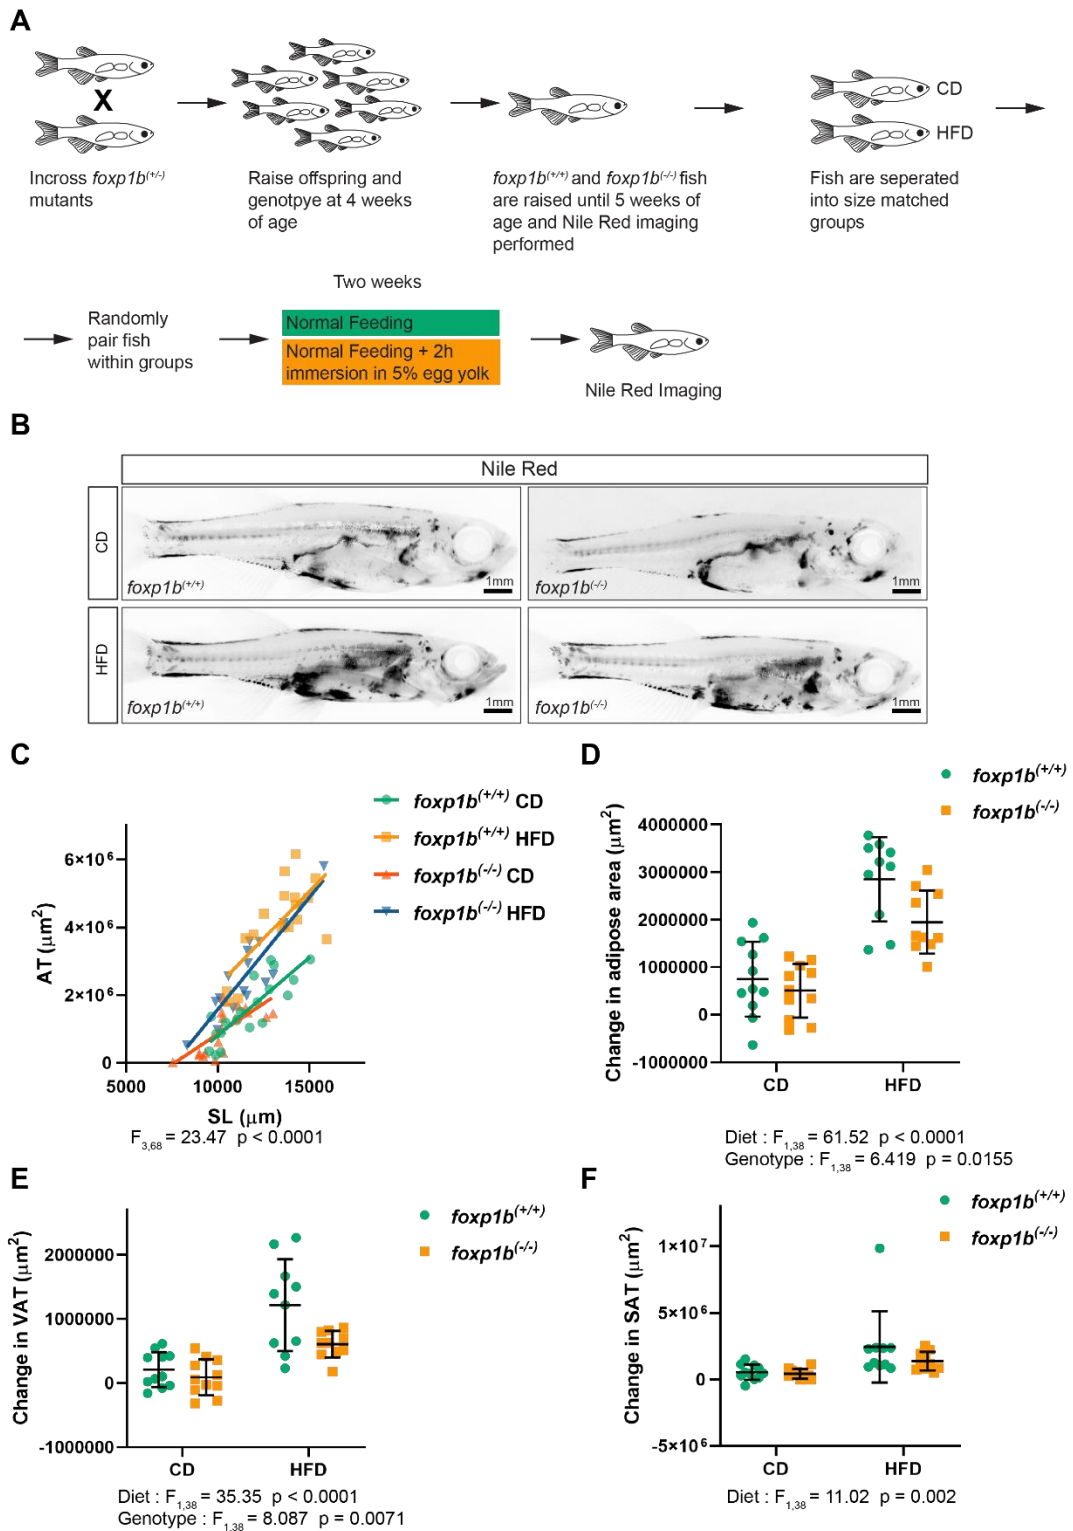 A
X
CD
HFD
Incross foxp1b(+/-)
mutants
Raise offspring and
genotpye at 4 weeks
of age
foxp1b(+/+) and foxp1b(-/-) fish
are raised until 5 weeks of
age and Nile Red imaging
performed
Fish are seperated
into size matched
groups
Two weeks
Randomly
pair fish
within groups
Normal Feeding
Normal Feeding + 2h
immersion in 5% egg yolk
Nile Red Imaging
B
Nile Red
CD
foxp1b(+/+)
1mm
foxp1b(-/-)
1mm
HFD
foxp1b(+/+)
1mm
foxp1b(-/-)
1mm
C
foxp1b(+/+) CD
foxp1b(+/+) HFD
foxp1b(-/-) CD
foxp1b(-/-) HFD
AT (μm²)
6×10⁶
4×10⁶
2×10⁶
0
5000
10000
15000
SL (μm)
F3,68 = 23.47 p < 0.0001
D
foxp1b(+/+)
foxp1b(-/-)
Change in adipose area (μm²)
4000000
3000000
2000000
1000000
0
-1000000
CD
HFD
Diet : F1,38 = 61.52 p < 0.0001
Genotype : F1,38 = 6.419 p = 0.0155
E
foxp1b(+/+)
foxp1b(-/-)
Change in VAT (μm²)
2000000
1000000
0
-1000000
CD
HFD
Diet : F1,38 = 35.35 p < 0.0001
Genotype : F1,38 = 8.087 p = 0.0071
F
foxp1b(+/+)
foxp1b(-/-)
Change in SAT (μm²)
1×10⁷
5×10⁶
0
-5×10⁶
CD
HFD
Diet : F1,38 = 11.02 p = 0.002